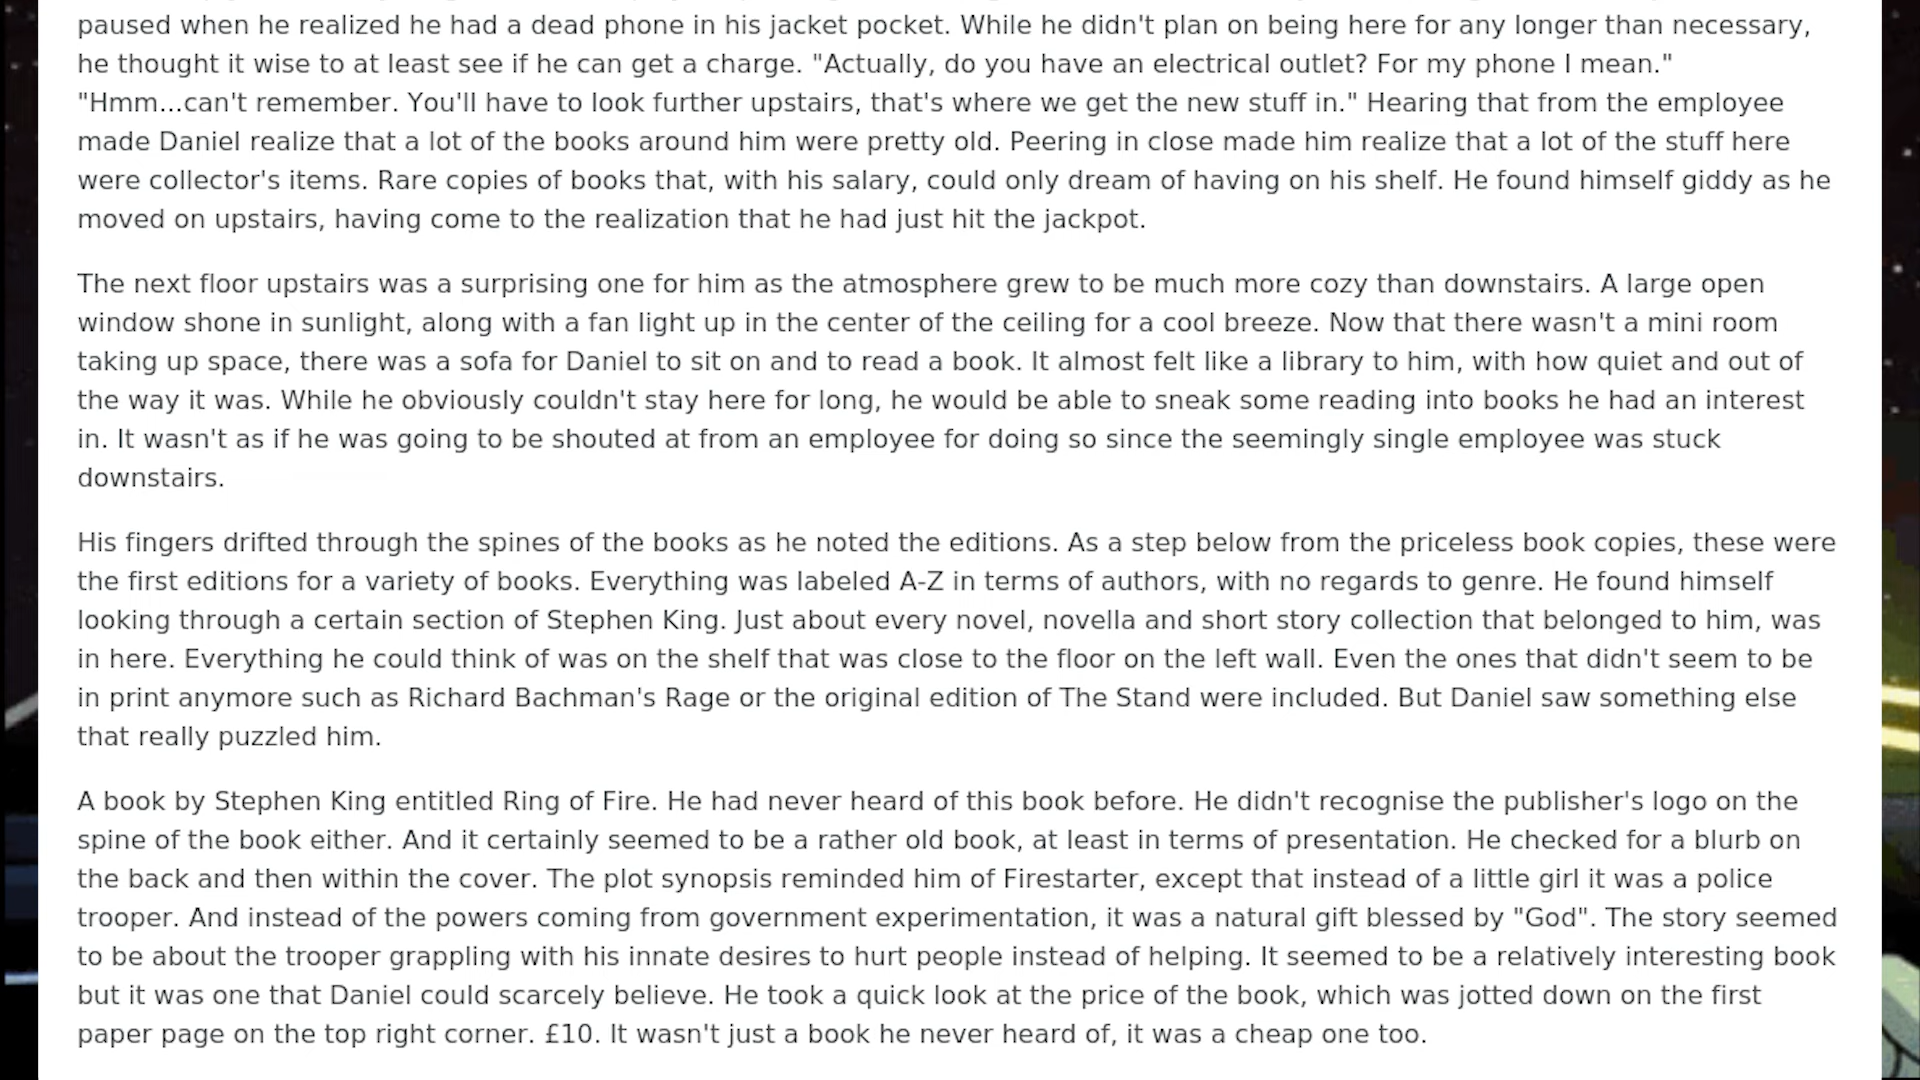 paused when he realized he had a dead phone in his jacket pocket. While he didn't plan on being here for any longer than necessary,
he thought it wise to at least see if he can get a charge. "Actually, do you have an electrical outlet? For my phone I mean."
"Hmm...can't remember. You'll have to look further upstairs, that's where we get the new stuff in." Hearing that from the employee
made Daniel realize that a lot of the books around him were pretty old. Peering in close made him realize that a lot of the stuff here
were collector's items. Rare copies of books that, with his salary, could only dream of having on his shelf. He found himself giddy as he
moved on upstairs, having come to the realization that he had just hit the jackpot.
The next floor upstairs was a surprising one for him as the atmosphere grew to be much more cozy than downstairs. A large open
window shone in sunlight, along with a fan light up in the center of the ceiling for a cool breeze. Now that there wasn't a mini room
taking up space, there was a sofa for Daniel to sit on and to read a book. It almost felt like a library to him, with how quiet and out of
the way it was. While he obviously couldn't stay here for long, he would be able to sneak some reading into books he had an interest
in. It wasn't as if he was going to be shouted at from an employee for doing so since the seemingly single employee was stuck
downstairs.
His fingers drifted through the spines of the books as he noted the editions. As a step below from the priceless book copies, these were
the first editions for a variety of books. Everything was labeled A-Z in terms of authors, with no regards to genre. He found himself
looking through a certain section of Stephen King. Just about every novel, novella and short story collection that belonged to him, was
in here. Everything he could think of was on the shelf that was close to the floor on the left wall. Even the ones that didn't seem to be
in print anymore such as Richard Bachman's Rage or the original edition of The Stand were included. But Daniel saw something else
that really puzzled him.
A book by Stephen King entitled Ring of Fire. He had never heard of this book before. He didn't recognise the publisher's logo on the
spine of the book either. And it certainly seemed to be a rather old book, at least in terms of presentation. He checked for a blurb on
the back and then within the cover. The plot synopsis reminded him of Firestarter, except that instead of a little girl it was a police
trooper. And instead of the powers coming from government experimentation, it was a natural gift blessed by "God". The story seemed
to be about the trooper grappling with his innate desires to hurt people instead of helping. It seemed to be a relatively interesting book
but it was one that Daniel could scarcely believe. He took a quick look at the price of the book, which was jotted down on the first
paper page on the top right corner. £10. It wasn't just a book he never heard of, it was a cheap one too.